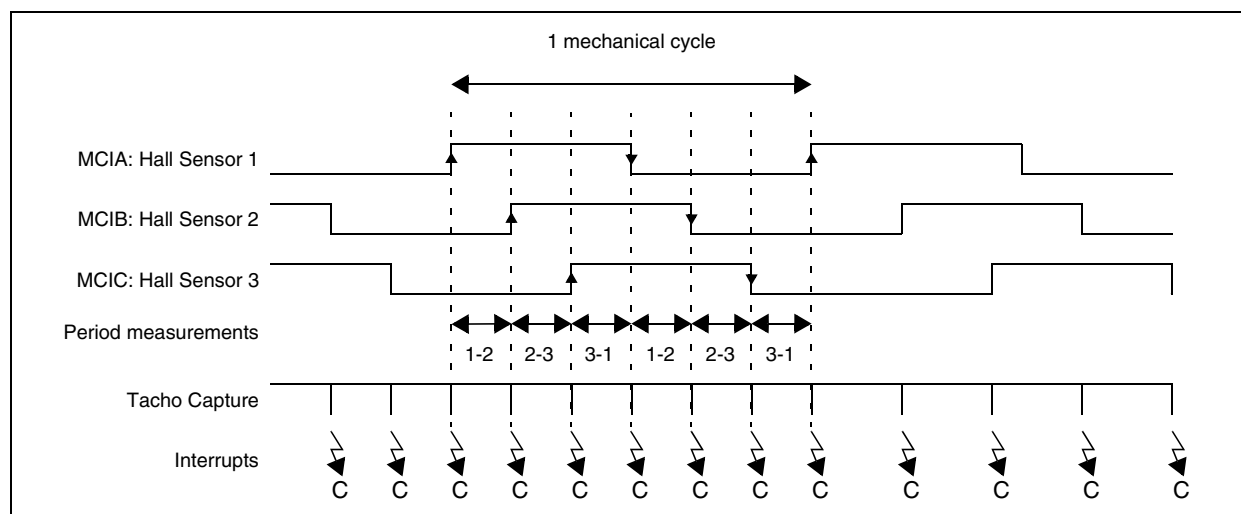 1 mechanical cycle
MCIA: Hall Sensor 1
MCIB: Hall Sensor 2
MCIC: Hall Sensor 3
Period measurements
1-2 2-3 3-1 1-2 2-3 3-1
Tacho Capture
Interrupts
C C C C C C C C C C C C C